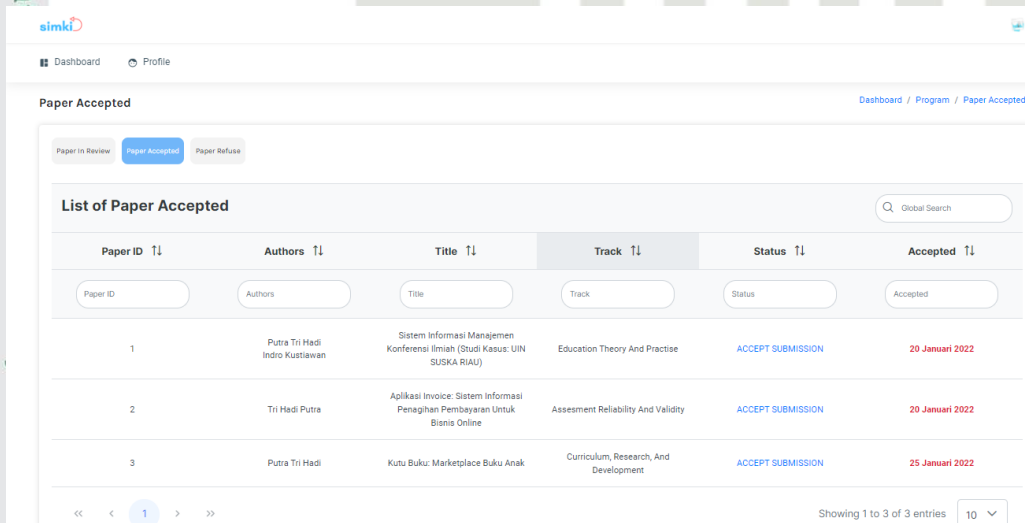 simki
Dashboard Profile
Paper Accepted
Dashboard / Program / Paper Accepted
Paper In Review Paper Accepted Paper Refuse
List of Paper Accepted
Global Search
Paper ID Authors Title Track Status Accepted
Paper ID Authors Title Track Status Accepted
1
Putra Tri Hadi
Indro Kustiawan
Sistem Informasi Manajemen
Konferensi Ilmiah (Studi Kasus: UIN
SUSKA RIAU)
Education Theory And Practise
ACCEPT SUBMISSION
20 Januari 2022
2
Tri Hadi Putra
Aplikasi Invoice: Sistem Informasi
Penagihan Pembayaran Untuk
Bisnis Online
Assesment Reliability And Validity
ACCEPT SUBMISSION
20 Januari 2022
3
Putra Tri Hadi
Kutu Buku: Marketplace Buku Anak
Curriculum, Research, And
Development
ACCEPT SUBMISSION
25 Januari 2022
<< < 1 > >>
Showing 1 to 3 of 3 entries 10